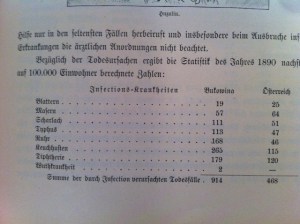 Huzulin.
Hilfe nur in den seltensten Fällen herbeiruft und insbesondere beim Ausbruche
Erkrankungen die ärztlichen Anordnungen nicht beachtet.
Bezüglich der Todesursachen ergibt die Statistik des Jahres 1890
auf 100.000 Einwohner berechnete Zahlen:
Infections-Krankheiten Bukowina Österreich
Blattern 19 25
Masern 57 64
Scharlach 111 51
Typhus 113 47
Ruhr 168 46
Keuchhusten 265 115
Diphtherie 179 120
Wuthkrankheit 2 —
Summe der durch Infection verursachten Todesfälle 914 468